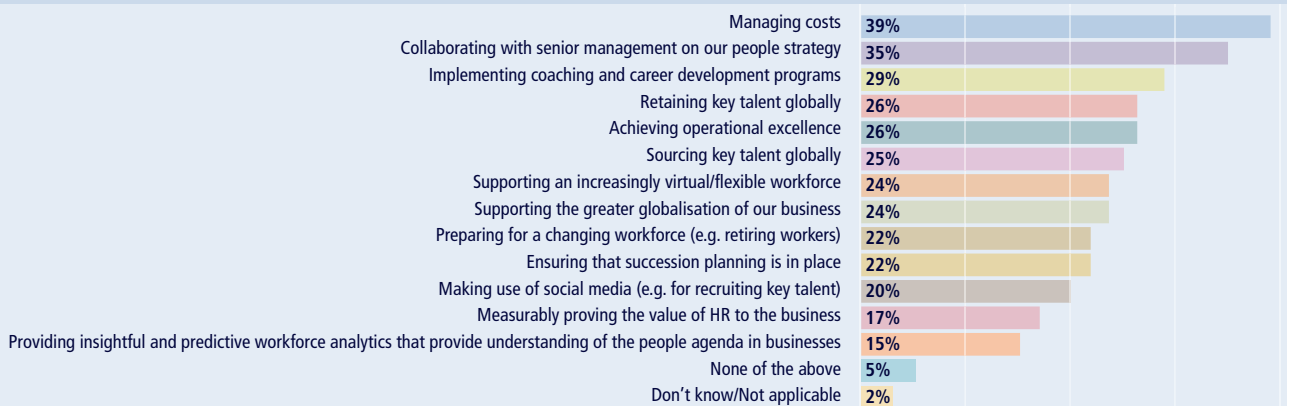 Managing costs 39%
Collaborating with senior management on our people strategy 35%
Implementing coaching and career development programs 29%
Retaining key talent globally 26%
Achieving operational excellence 26%
Sourcing key talent globally 25%
Supporting an increasingly virtual/flexible workforce 24%
Supporting the greater globalisation of our business 24%
Preparing for a changing workforce (e.g. retiring workers) 22%
Ensuring that succession planning is in place 22%
Making use of social media (e.g. for recruiting key talent) 20%
Measurably proving the value of HR to the business 17%
Providing insightful and predictive workforce analytics that provide understanding of the people agenda in businesses 15%
None of the above 5%
Don't know/Not applicable 2%